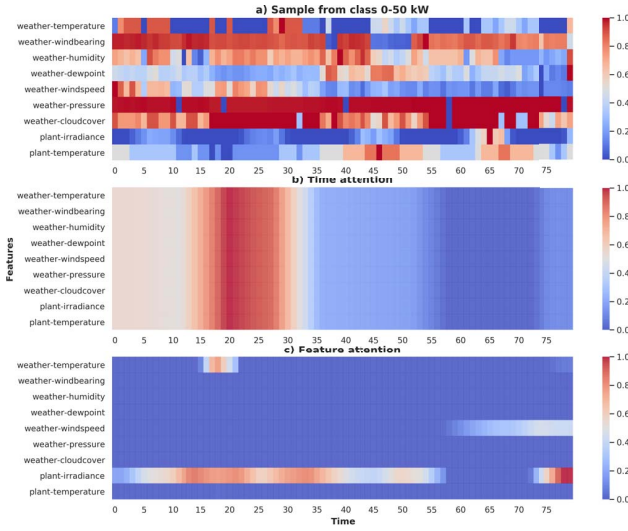 a) Sample from class 0-50 kW
weather-temperature
weather-windbearing
weather-humidity
weather-dewpoint
weather-windspeed
weather-pressure
weather-cloudcover
plant-irradiance
plant-temperature
0 5 10 15 20 25 30 35 40 45 50 55 60 65 70 75
1.0
0.8
0.6
0.4
0.2
0.0
b) Time attention
Features
weather-temperature
weather-windbearing
weather-humidity
weather-dewpoint
weather-windspeed
weather-pressure
weather-cloudcover
plant-irradiance
plant-temperature
0 5 10 15 20 25 30 35 40 45 50 55 60 65 70 75
1.0
0.8
0.6
0.4
0.2
0.0
c) Feature attention
weather-temperature
weather-windbearing
weather-humidity
weather-dewpoint
weather-windspeed
weather-pressure
weather-cloudcover
plant-irradiance
plant-temperature
0 5 10 15 20 25 30 35 40 45 50 55 60 65 70 75
1.0
0.8
0.6
0.4
0.2
0.0
Time